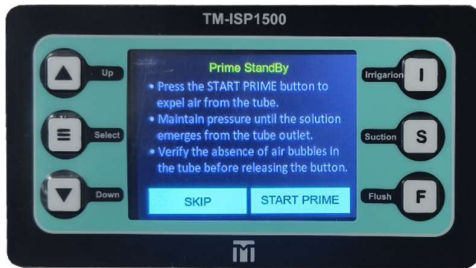 TM-ISP1500
Prime StandBy
• Press the START PRIME button to
expel air from the tube.
• Maintain pressure until the solution
emerges from the tube outlet.
• Verify the absence of air bubbles in
the tube before releasing the button.
SKIP
START PRIME
Up
Select
Down
Irrigarion
I
Suction
S
Flush
F
TM